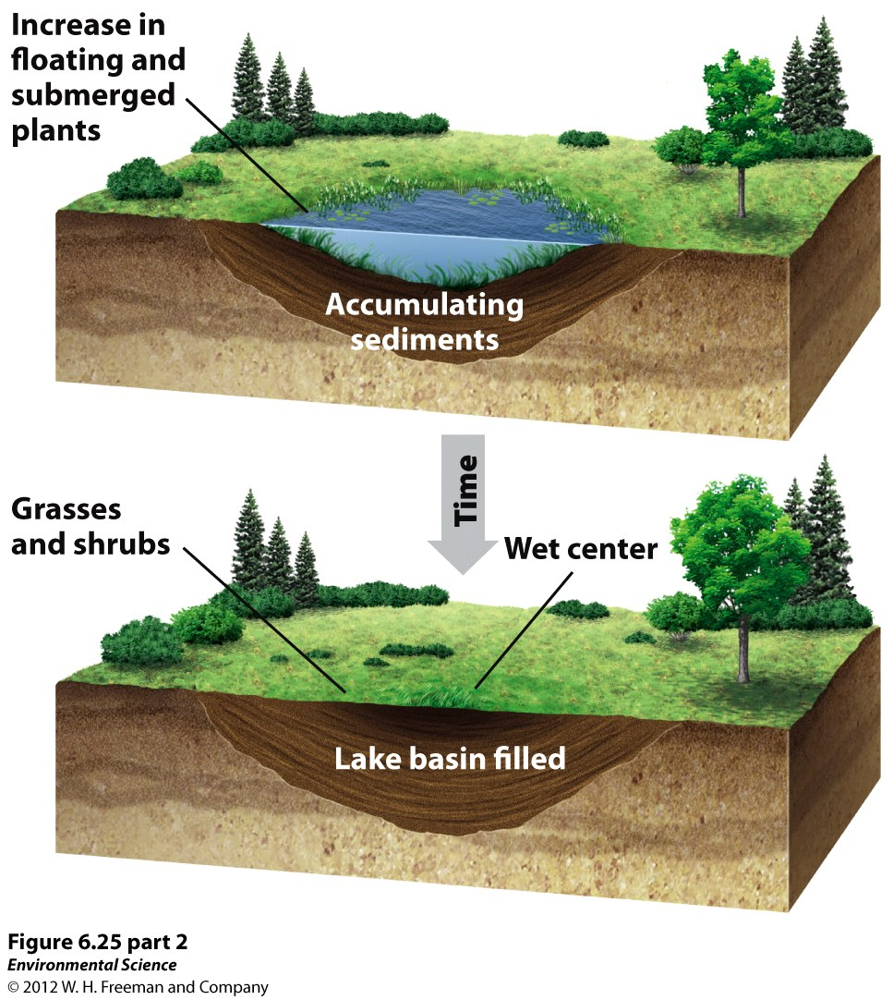 Increase in
floating and
submerged
plants
Accumulating
sediments
Time
Grasses
and shrubs
Wet center
Lake basin filled
Figure 6.25 part 2
Environmental Science
© 2012 W. H. Freeman and Company